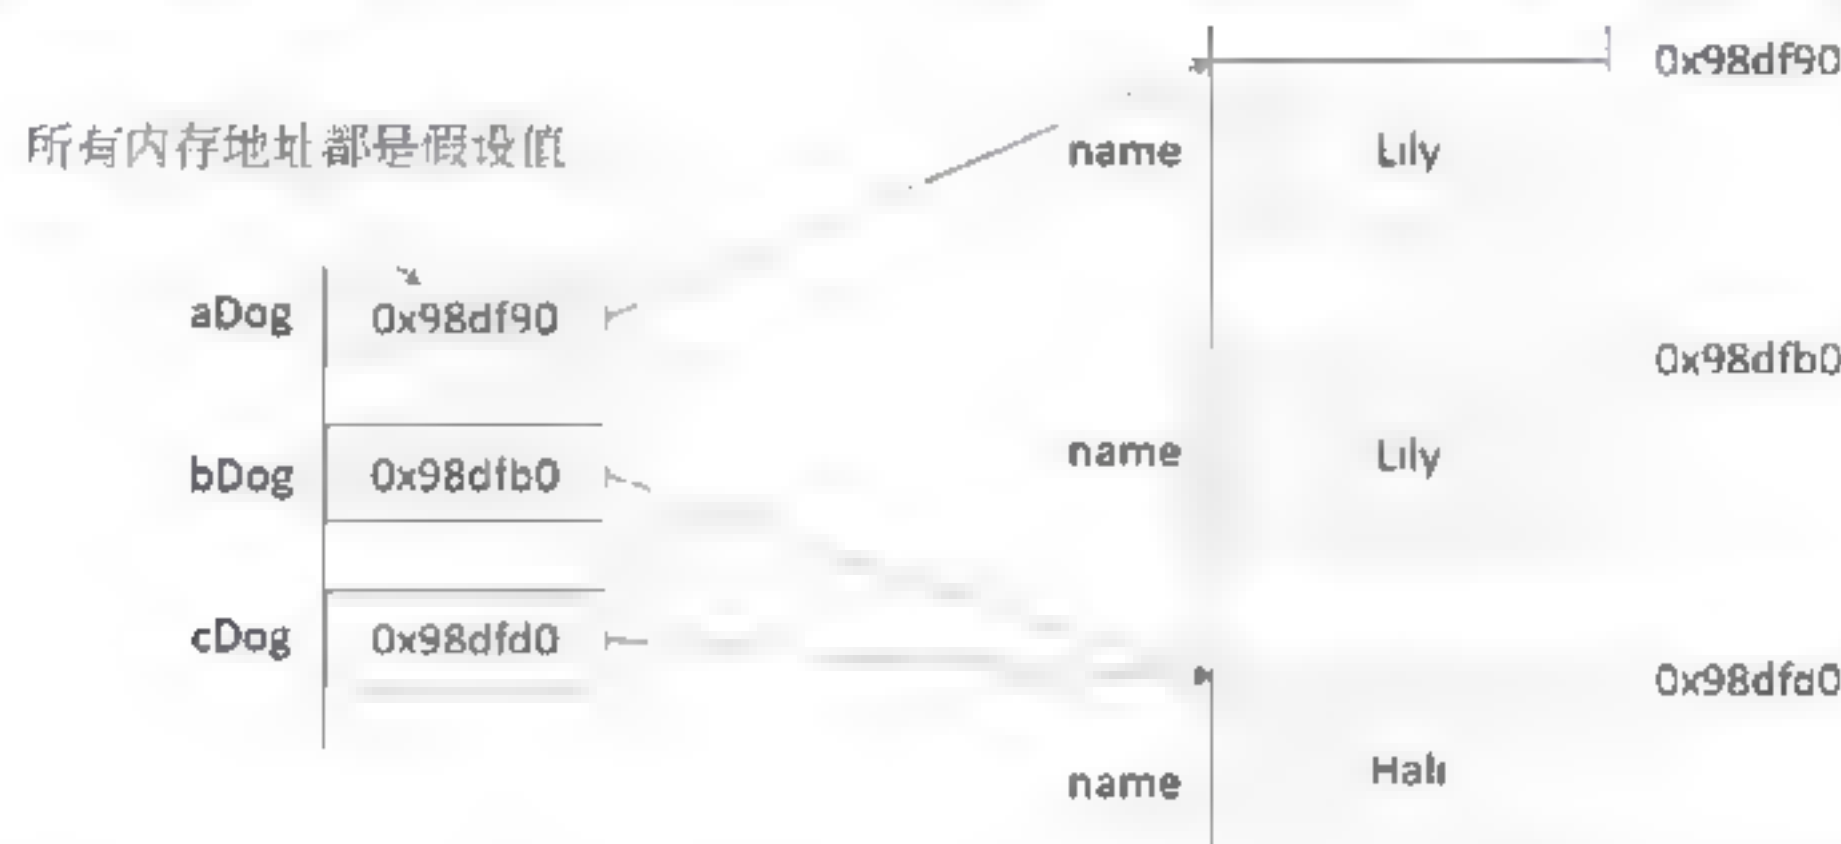 所有内存地址都是假设值
aDog 0x98df90
bDog 0x98dfb0
cDog 0x98dfd0
0x98df90
name Lily
0x98dfb0
name Lily
0x98dfd0
name Hali